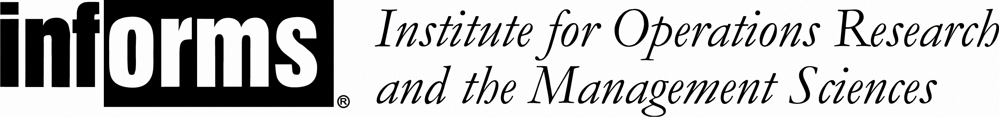 informs® Institute for Operations Research
and the Management Sciences